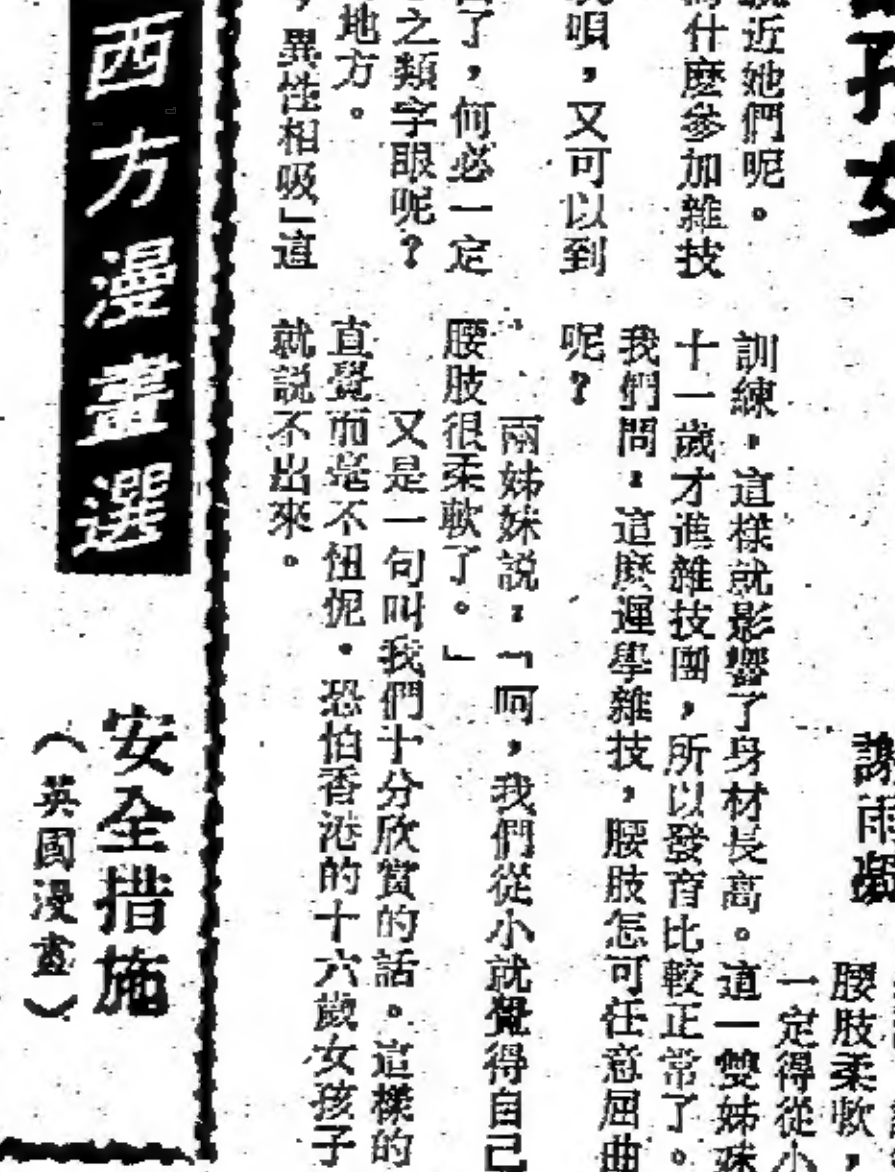 孖女
謝雨凝
腰肢柔軟，
一定得從小
就近她們呢。
什麼參加雜技
唄，又可以到
了，何必一定
之類字眼呢？
地方。
，異性相吸」這
訓練，這樣就影響了身材長高。這一雙姊妹
十一歲才進雜技團，所以發育比較正常了。
我們問：這麼遲學雜技，腰肢怎可任意屈曲
呢？
兩姊妹説：「呵，我們從小就覺得自己
腰肢很柔軟了。」
又是一句叫我們十分欣賞的話。這樣的
直覺而毫不忸怩．恐怕香港的十六歲女孩子
就説不出來。
西方漫畫選
安全措施
（英國漫畫）